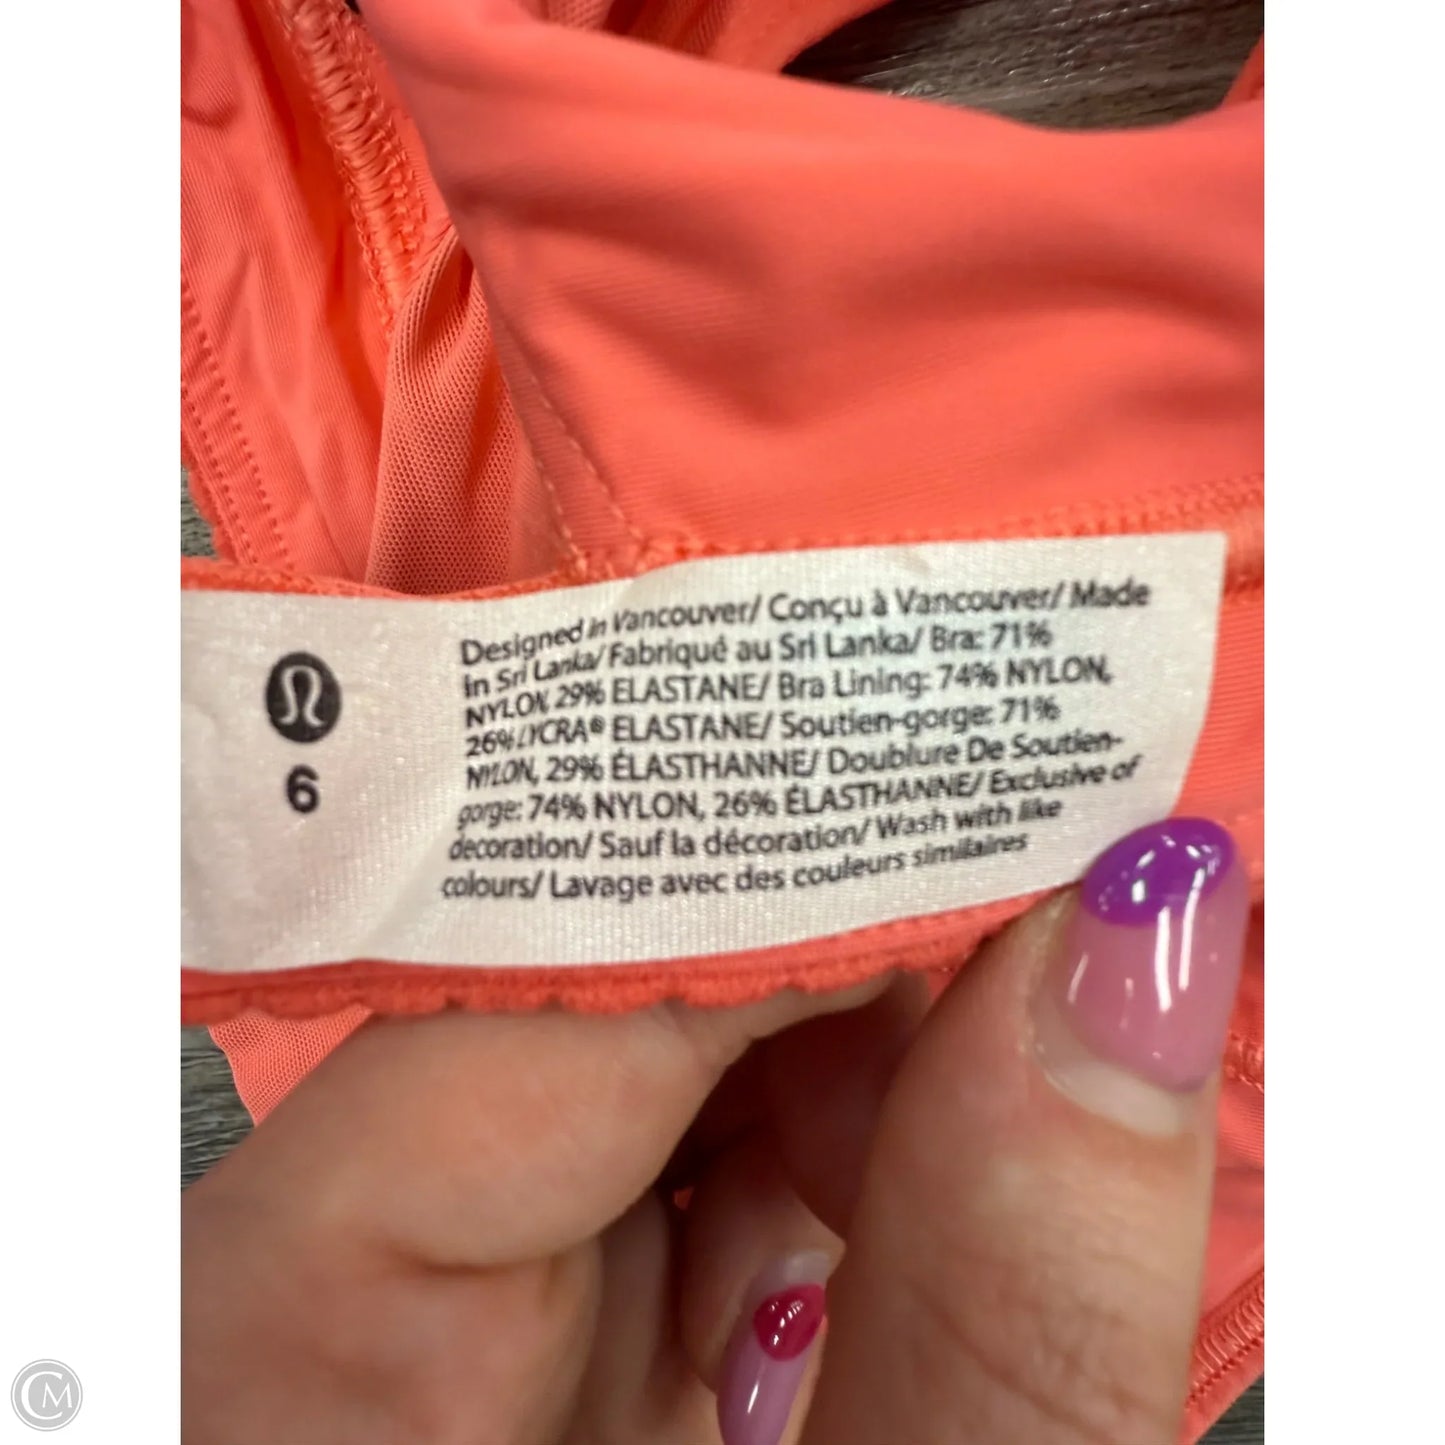 6
Designed in Vancouver/ Conçu à Vancouver/ Made
in Sri Lanka/ Fabriqué au Sri Lanka/ Bra: 71%
NYLON, 29% ELASTANE/ Bra Lining: 74% NYLON,
26% LYCRA® ELASTANE/ Soutien-gorge: 71%
NYLON, 29% ÉLASTHANNE/ Doublure De Soutien-
gorge: 74% NYLON, 26% ÉLASTHANNE/ Exclusive of
decoration/ Sauf la décoration/ Wash with like
colours/ Lavage avec des couleurs similaires
CM